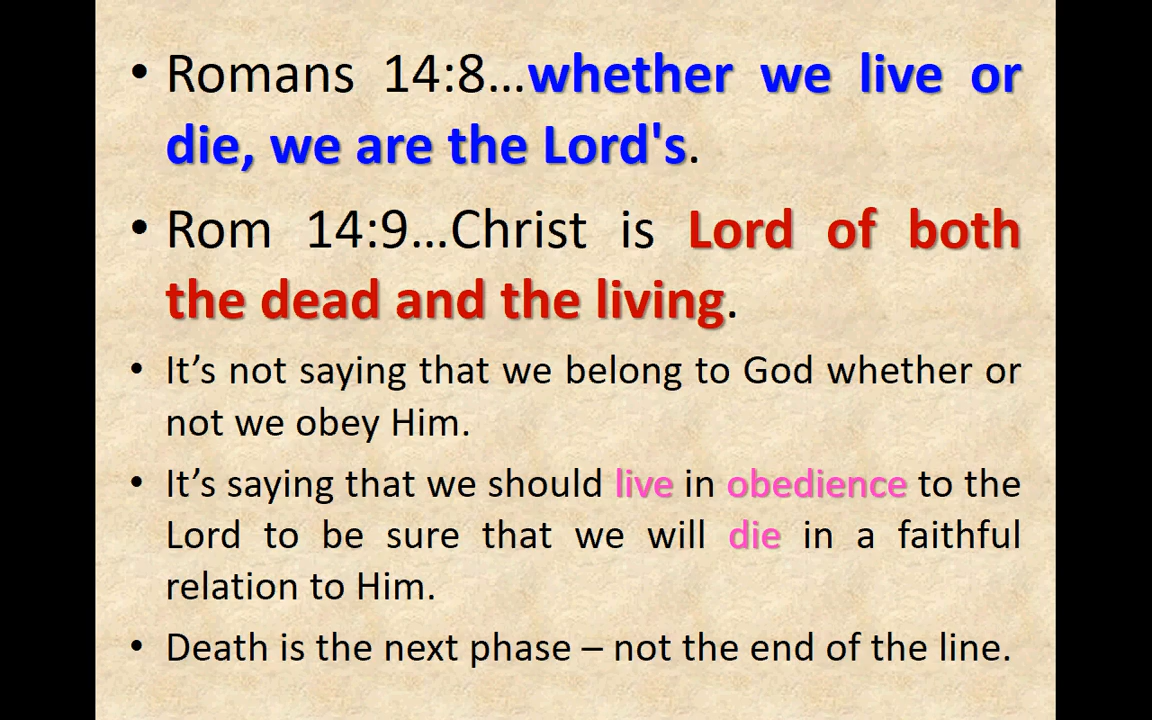 • Romans 14:8…whether we live or
die, we are the Lord's.
• Rom 14:9…Christ is Lord of both
the dead and the living.
• It’s not saying that we belong to God whether or
not we obey Him.
• It’s saying that we should live in obedience to the
Lord to be sure that we will die in a faithful
relation to Him.
• Death is the next phase – not the end of the line.